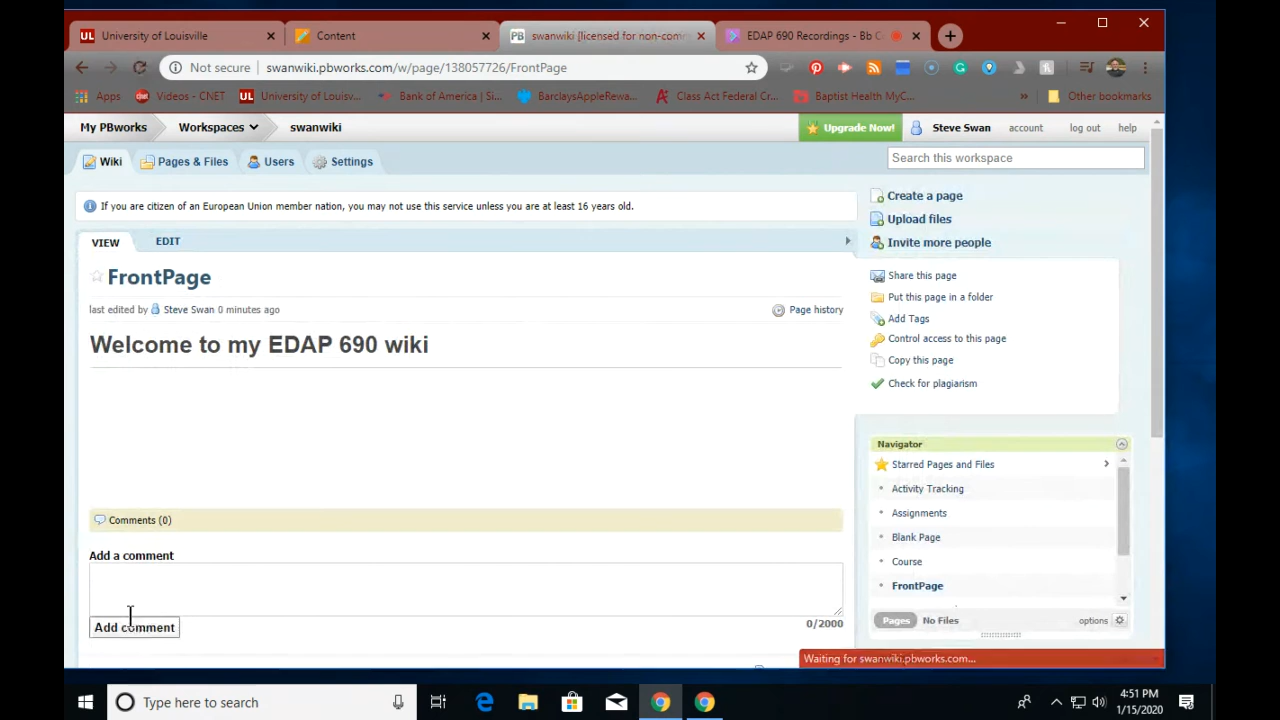 University of Louisville
Content
swanwiki [licensed for non-comm
EDAP 690 Recordings - Bb C
Not secure
swanwiki.pbworks.com/w/page/138057726/FrontPage
Apps
Videos - CNET
University of Louisv...
Bank of America | Si...
BarclaysAppleRewa...
Class Act Federal Cr...
Baptist Health MyC...
»
Other bookmarks
My PBworks
Workspaces
swanwiki
Upgrade Now!
Steve Swan
account
log out
help
Wiki
Pages & Files
Users
Settings
Search this workspace
If you are citizen of an European Union member nation, you may not use this service unless you are at least 16 years old.
VIEW
EDIT
FrontPage
last edited by Steve Swan 0 minutes ago
Page history
Welcome to my EDAP 690 wiki
Comments (0)
Add a comment
Add comment
0/2000
Create a page
Upload files
Invite more people
Share this page
Put this page in a folder
Add Tags
Control access to this page
Copy this page
Check for plagiarism
Navigator
Starred Pages and Files
Activity Tracking
Assignments
Blank Page
Course
FrontPage
Pages
No Files
options
Waiting for swanwiki.pbworks.com...
Type here to search
4:51 PM
1/15/2020